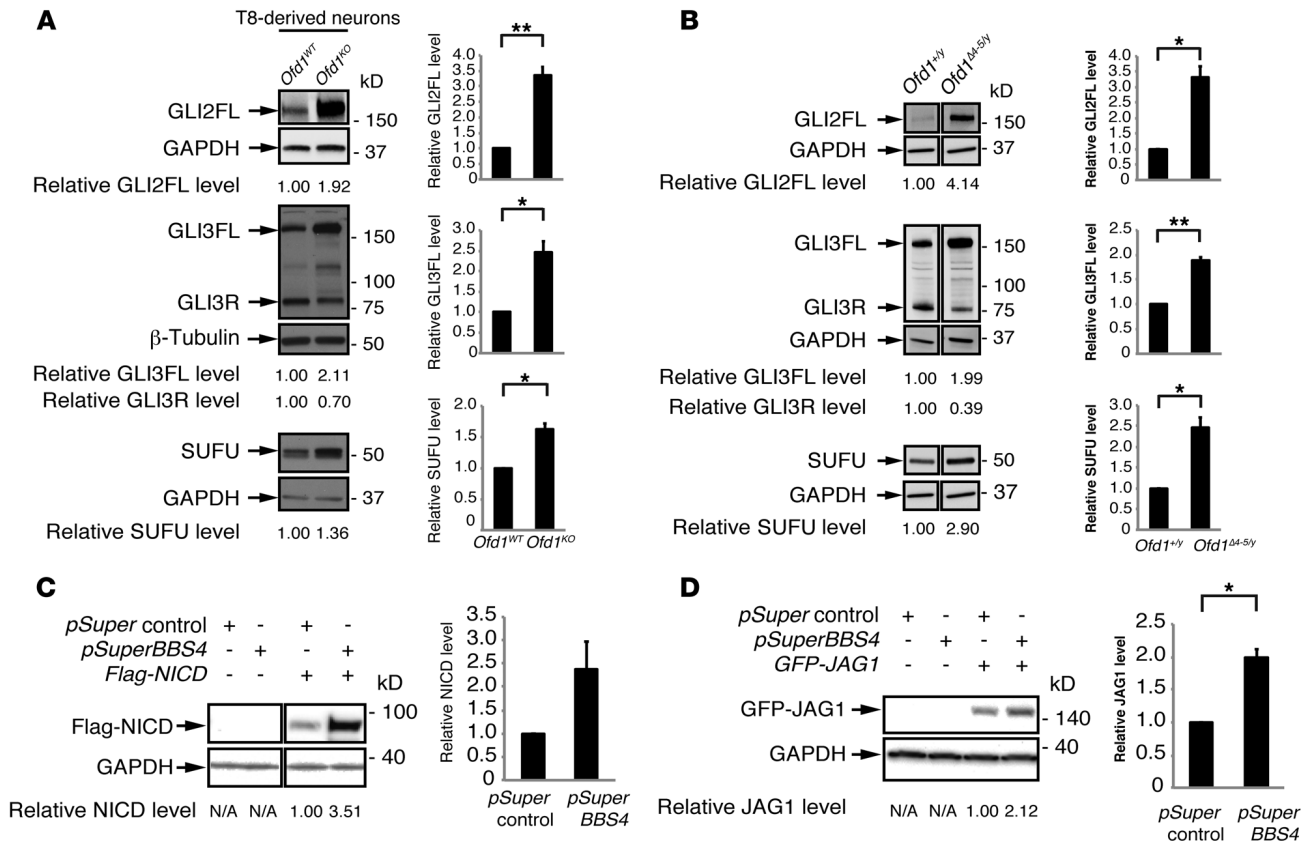 A
T8-derived neurons
Ofd1WT Ofd1KO
kD
GLI2FL
- 150
GAPDH
- 37
Relative GLI2FL level 1.00 1.92
GLI3FL
- 150
- 100
GLI3R
- 75
β-Tubulin
- 50
Relative GLI3FL level 1.00 2.11
Relative GLI3R level 1.00 0.70
SUFU
- 50
GAPDH
- 37
Relative SUFU level 1.00 1.36
**
Relative GLI2FL level
4.0
3.5
3.0
2.5
2.0
1.5
1.0
0.5
0
*
Relative GLI3FL level
3.0
2.5
2.0
1.5
1.0
0.5
0
*
Relative SUFU level
2.0
1.5
1.0
0.5
0
Ofd1WT Ofd1KO
B
Ofd1+/y Ofd1Δ4-5/y
kD
GLI2FL
- 150
GAPDH
- 37
Relative GLI2FL level 1.00 4.14
GLI3FL
- 150
- 100
GLI3R
- 75
GAPDH
- 37
Relative GLI3FL level 1.00 1.99
Relative GLI3R level 1.00 0.39
SUFU
- 50
GAPDH
- 37
Relative SUFU level 1.00 2.90
*
Relative GLI2FL level
4.0
3.5
3.0
2.5
2.0
1.5
1.0
0.5
0
**
Relative GLI3FL level
3.0
2.5
2.0
1.5
1.0
0.5
0
*
Relative SUFU level
3.0
2.5
2.0
1.5
1.0
0.5
0
Ofd1+/y Ofd1Δ4-5/y
C
pSuper control + - + -
pSuperBBS4 - + - +
Flag-NICD - - + +
kD
- 100
Flag-NICD
- 40
GAPDH
Relative NICD level N/A N/A 1.00 3.51
Relative NICD level
3.5
3.0
2.5
2.0
1.5
1.0
0.5
0
pSuper pSuper
control BBS4
D
pSuper control + - + -
pSuperBBS4 - + - +
GFP-JAG1 - - + +
kD
GFP-JAG1
- 140
- 40
GAPDH
Relative JAG1 level N/A N/A 1.00 2.12
*
Relative JAG1 level
2.5
2.0
1.5
1.0
0.5
0
pSuper pSuper
control BBS4